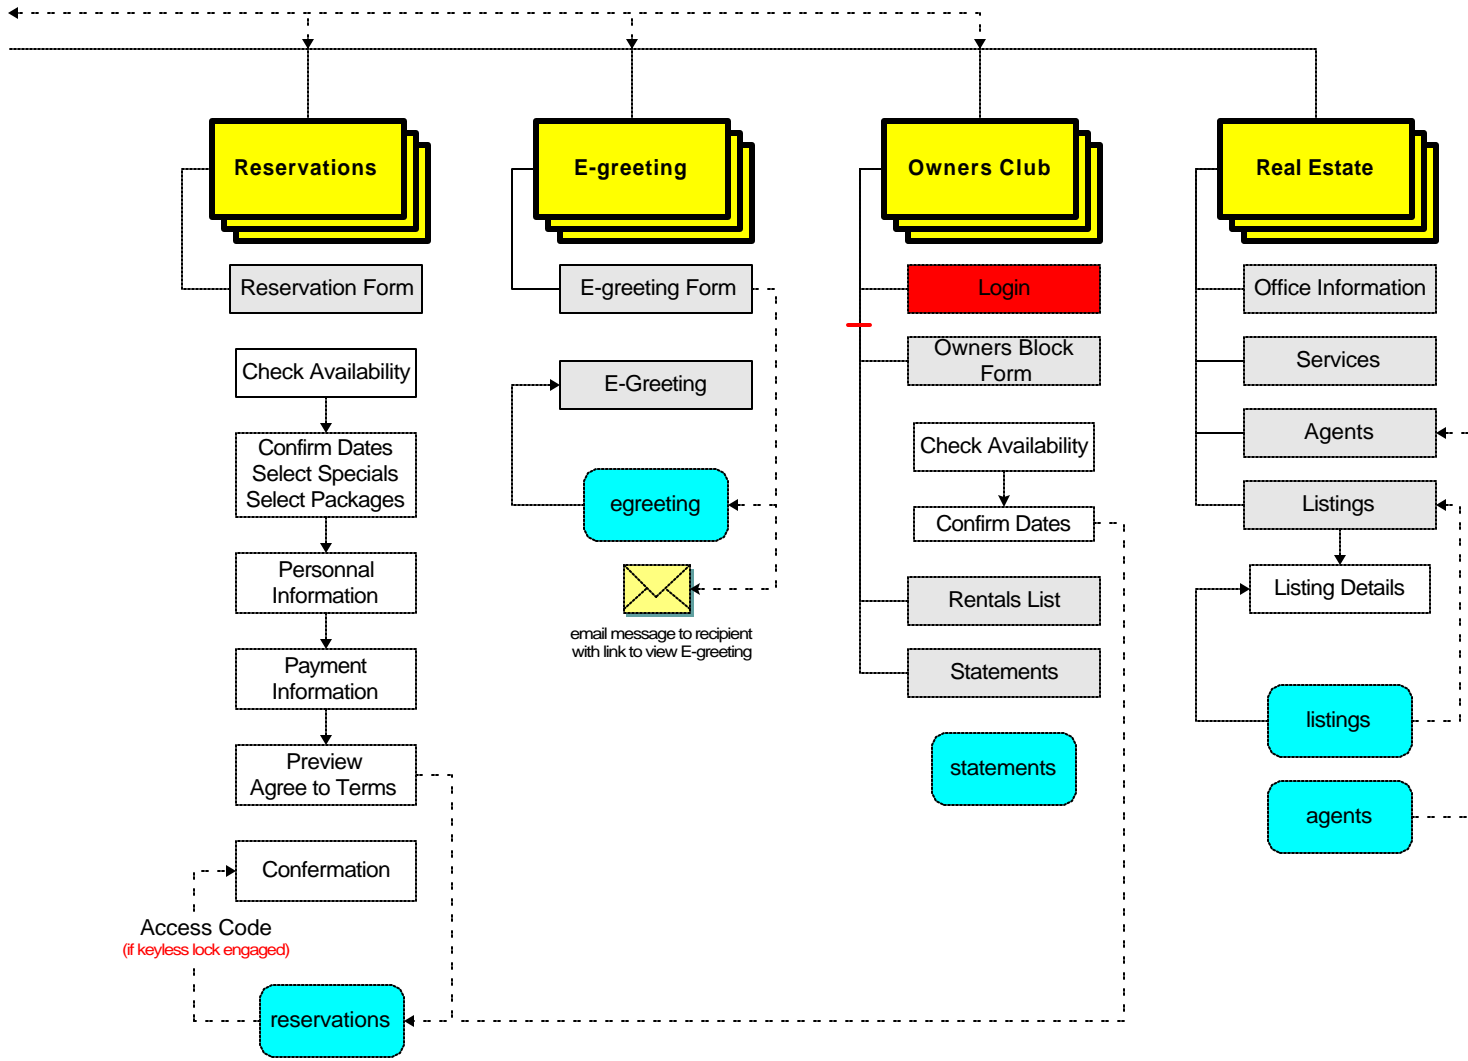 Reservations
Reservation Form
Check Availability
Confirm Dates
Select Specials
Select Packages
Personnal
Information
Payment
Information
Preview
Agree to Terms
Confermation
Access Code
(if keyless lock engaged)
reservations
E-greeting
E-greeting Form
E-Greeting
egreeting
email message to recipient
with link to view E-greeting
Owners Club
Login
Owners Block
Form
Check Availability
Confirm Dates
Rentals List
Statements
statements
Real Estate
Office Information
Services
Agents
Listings
Listing Details
listings
agents